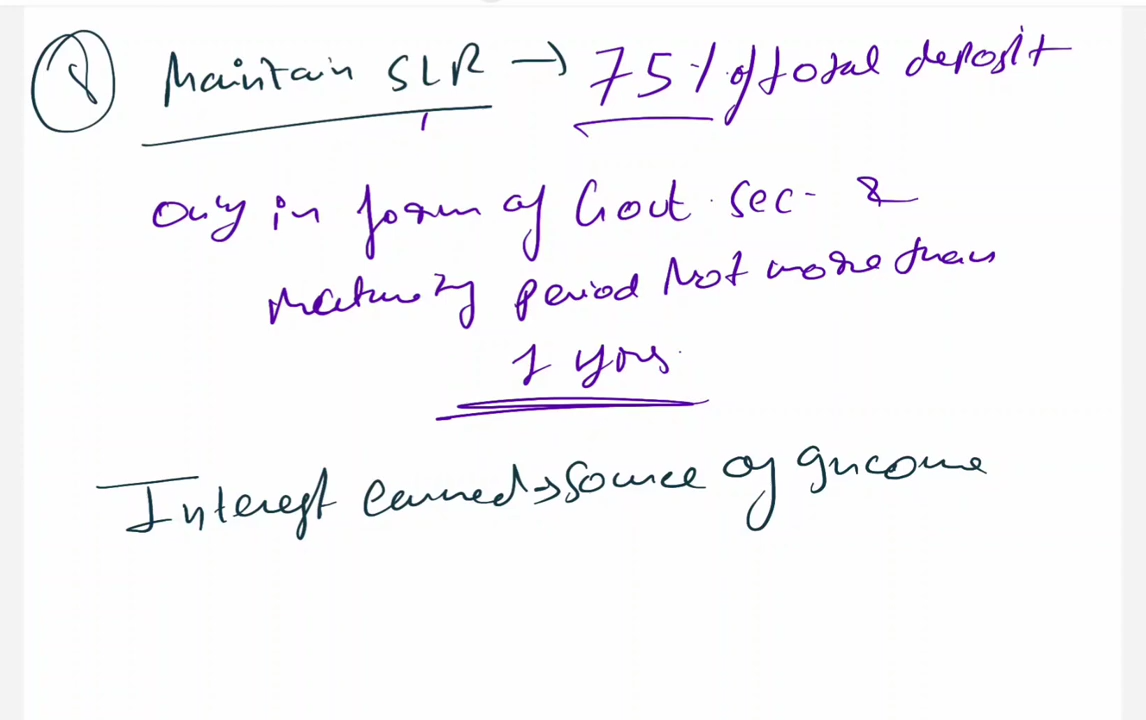 8 Maintain SLR → 75% of total deposit
Only in form of Govt. sec- &
maturity period Not more than
1 yrs.
Interest earned → Source of Income